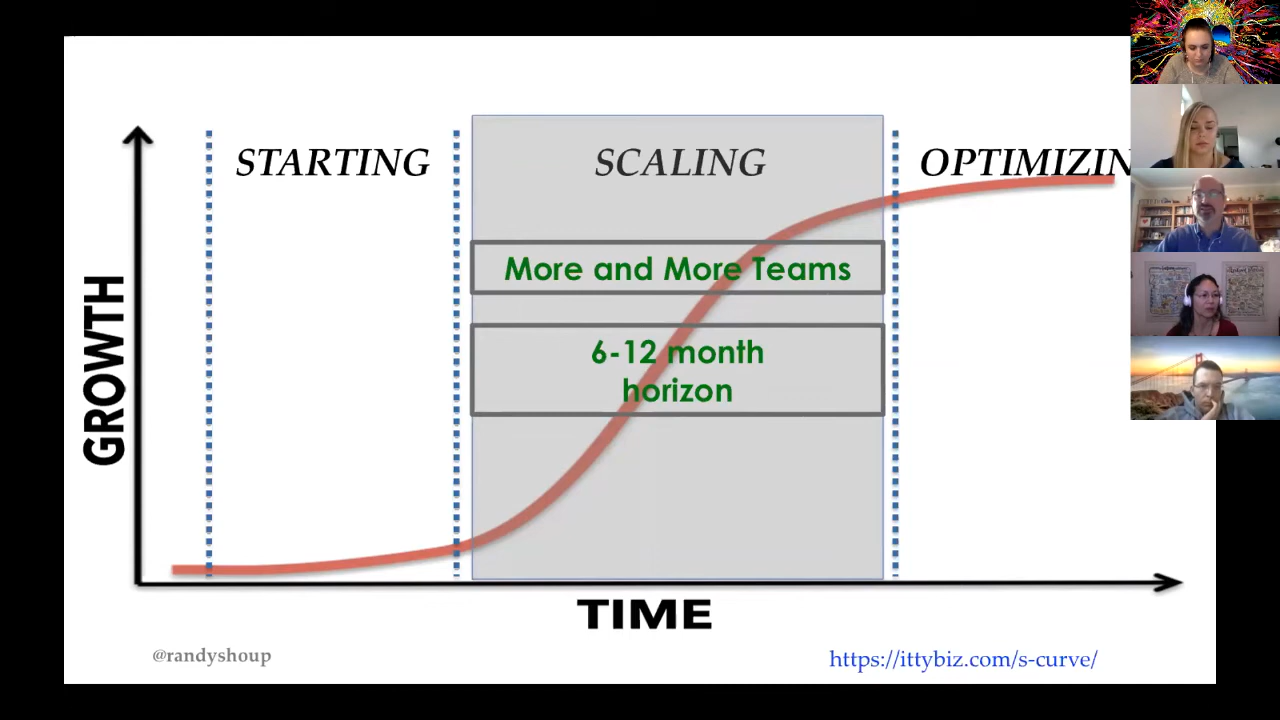 STARTING
SCALING
OPTIMIZIN
More and More Teams
6-12 month
horizon
GROWTH
TIME
@randyshoup
https://ittybiz.com/s-curve/